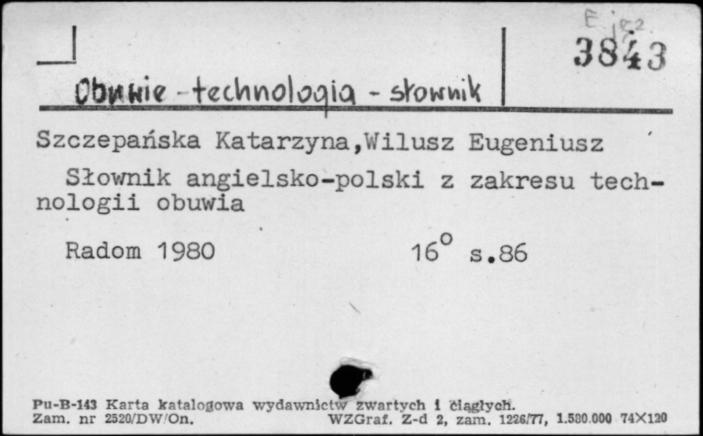 E jęz.
3843
Obuwie - technologia - słownik
Szczepańska Katarzyna,Wilusz Eugeniusz
Słownik angielsko-polski z zakresu tech-
nologii obuwia
Radom 1980 16° s.86
Pu-B-143 Karta katalogowa wydawnictw zwartych i ciągłych.
Zam. nr 2520/DW/On. WZGraf. Z-d 2, zam. 1226/77, 1.580.000 74X120